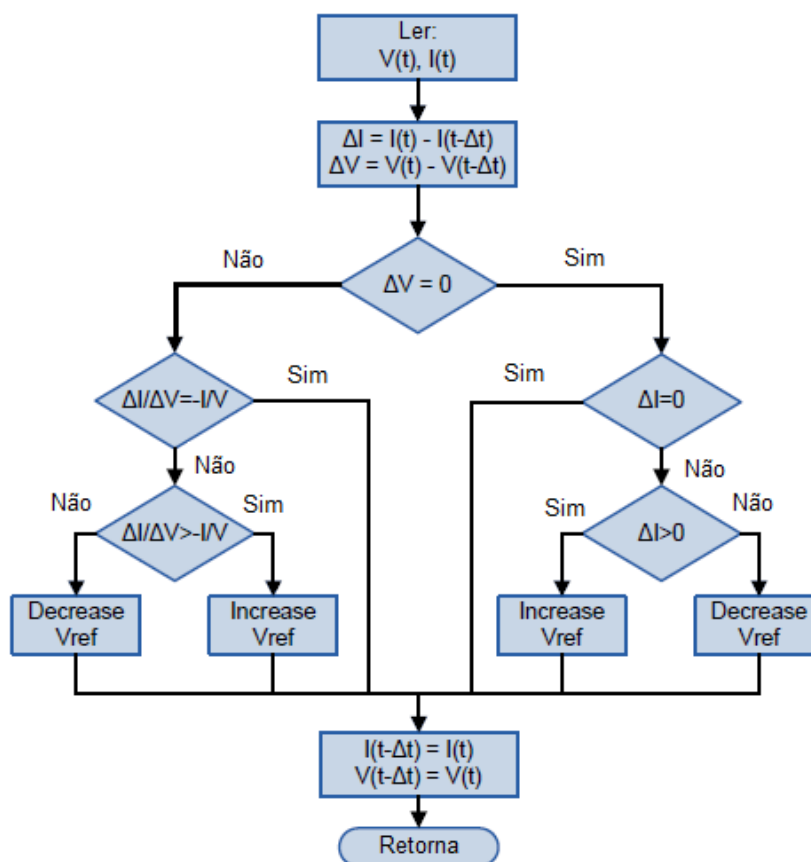 Ler:
V(t), I(t)
ΔI = I(t) - I(t-Δt)
ΔV = V(t) - V(t-Δt)
Não
Sim
ΔV = 0
Sim
Sim
ΔI/ΔV=-I/V
ΔI=0
Não
Não
Não
Sim
Sim
Não
ΔI/ΔV>-I/V
ΔI>0
Decrease
Vref
Increase
Vref
Increase
Vref
Decrease
Vref
I(t-Δt) = I(t)
V(t-Δt) = V(t)
Retorna